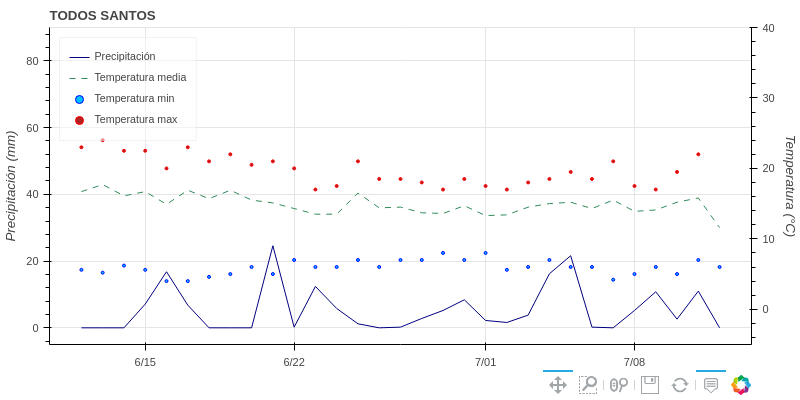 TODOS SANTOS
Precipitación
Temperatura media
Temperatura min
Temperatura max
Precipitación (mm)
80
60
40
20
0
Temperatura (°C)
40
30
20
10
0
6/15
6/22
7/01
7/08